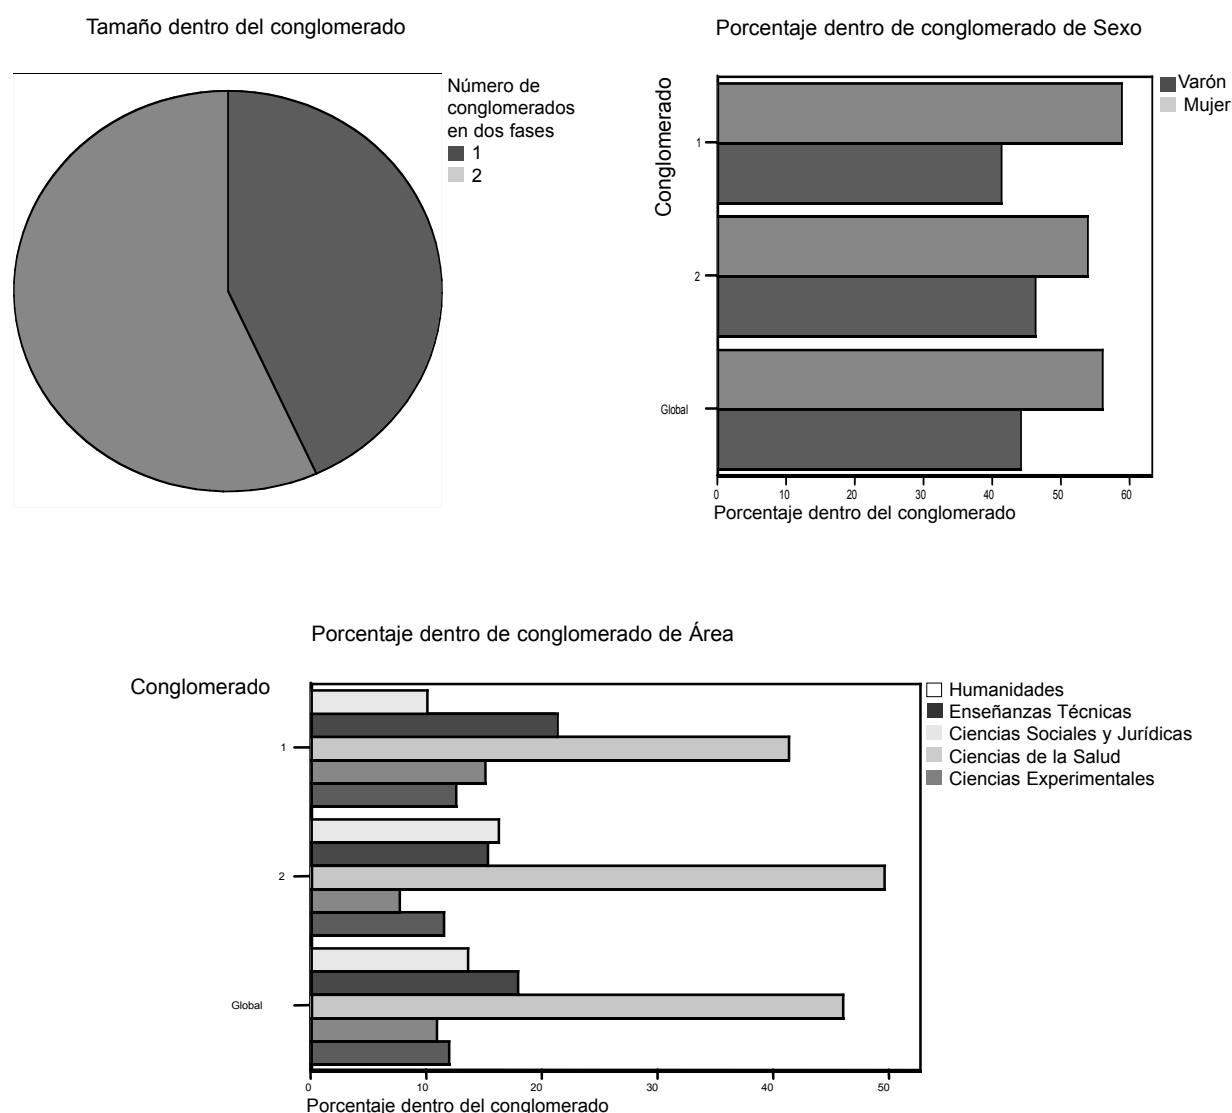 Tamaño dentro del conglomerado
Número de
conglomerados
en dos fases
1
2
Porcentaje dentro de conglomerado de Sexo
Conglomerado
Varón
Mujer
1
2
Global
0 10 20 30 40 50 60
Porcentaje dentro del conglomerado
Porcentaje dentro de conglomerado de Área
Conglomerado
Humanidades
Enseñanzas Técnicas
Ciencias Sociales y Jurídicas
Ciencias de la Salud
Ciencias Experimentales
1
2
Global
0 10 20 30 40 50
Porcentaje dentro del conglomerado